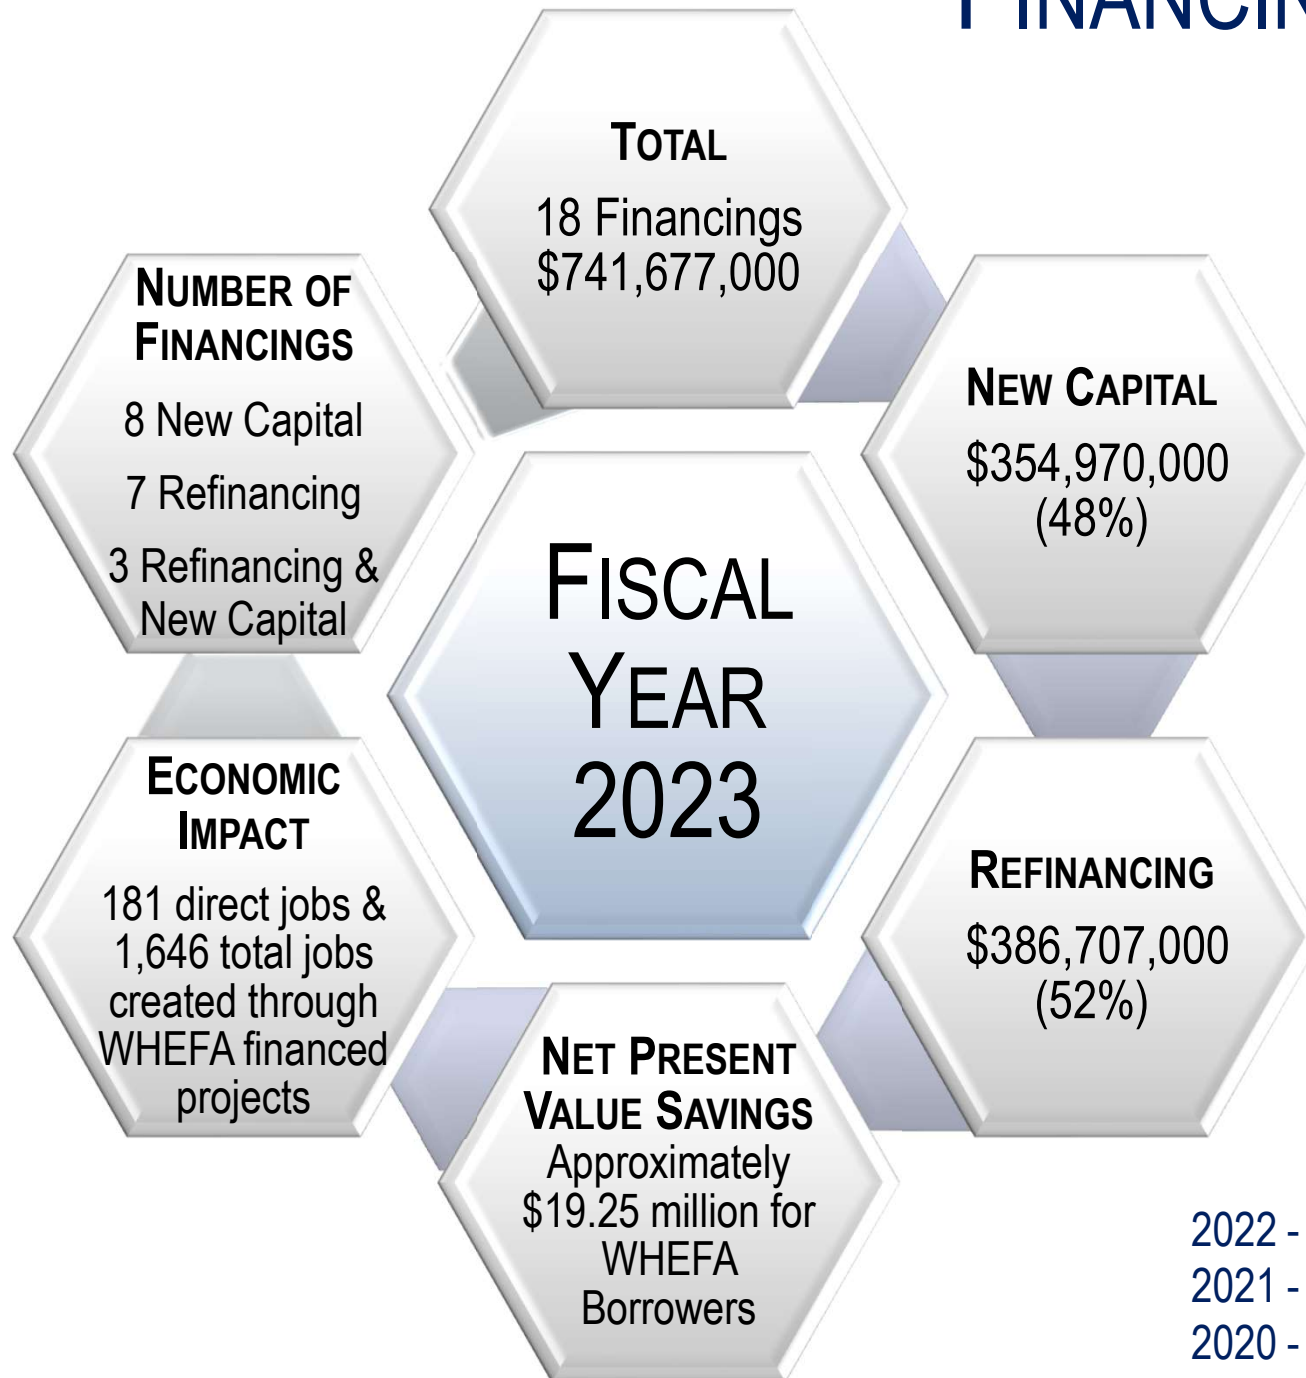 TOTAL
18 Financings
$741,677,000
NEW CAPITAL
$354,970,000
(48%)
REFINANCING
$386,707,000
(52%)
NET PRESENT
VALUE SAVINGS
Approximately
$19.25 million for
WHEFA
Borrowers
ECONOMIC
IMPACT
181 direct jobs &
1,646 total jobs
created through
WHEFA financed
projects
NUMBER OF
FINANCINGS
8 New Capital
7 Refinancing
3 Refinancing &
New Capital
FISCAL
YEAR
2023
2022 -
2021 -
2020 -